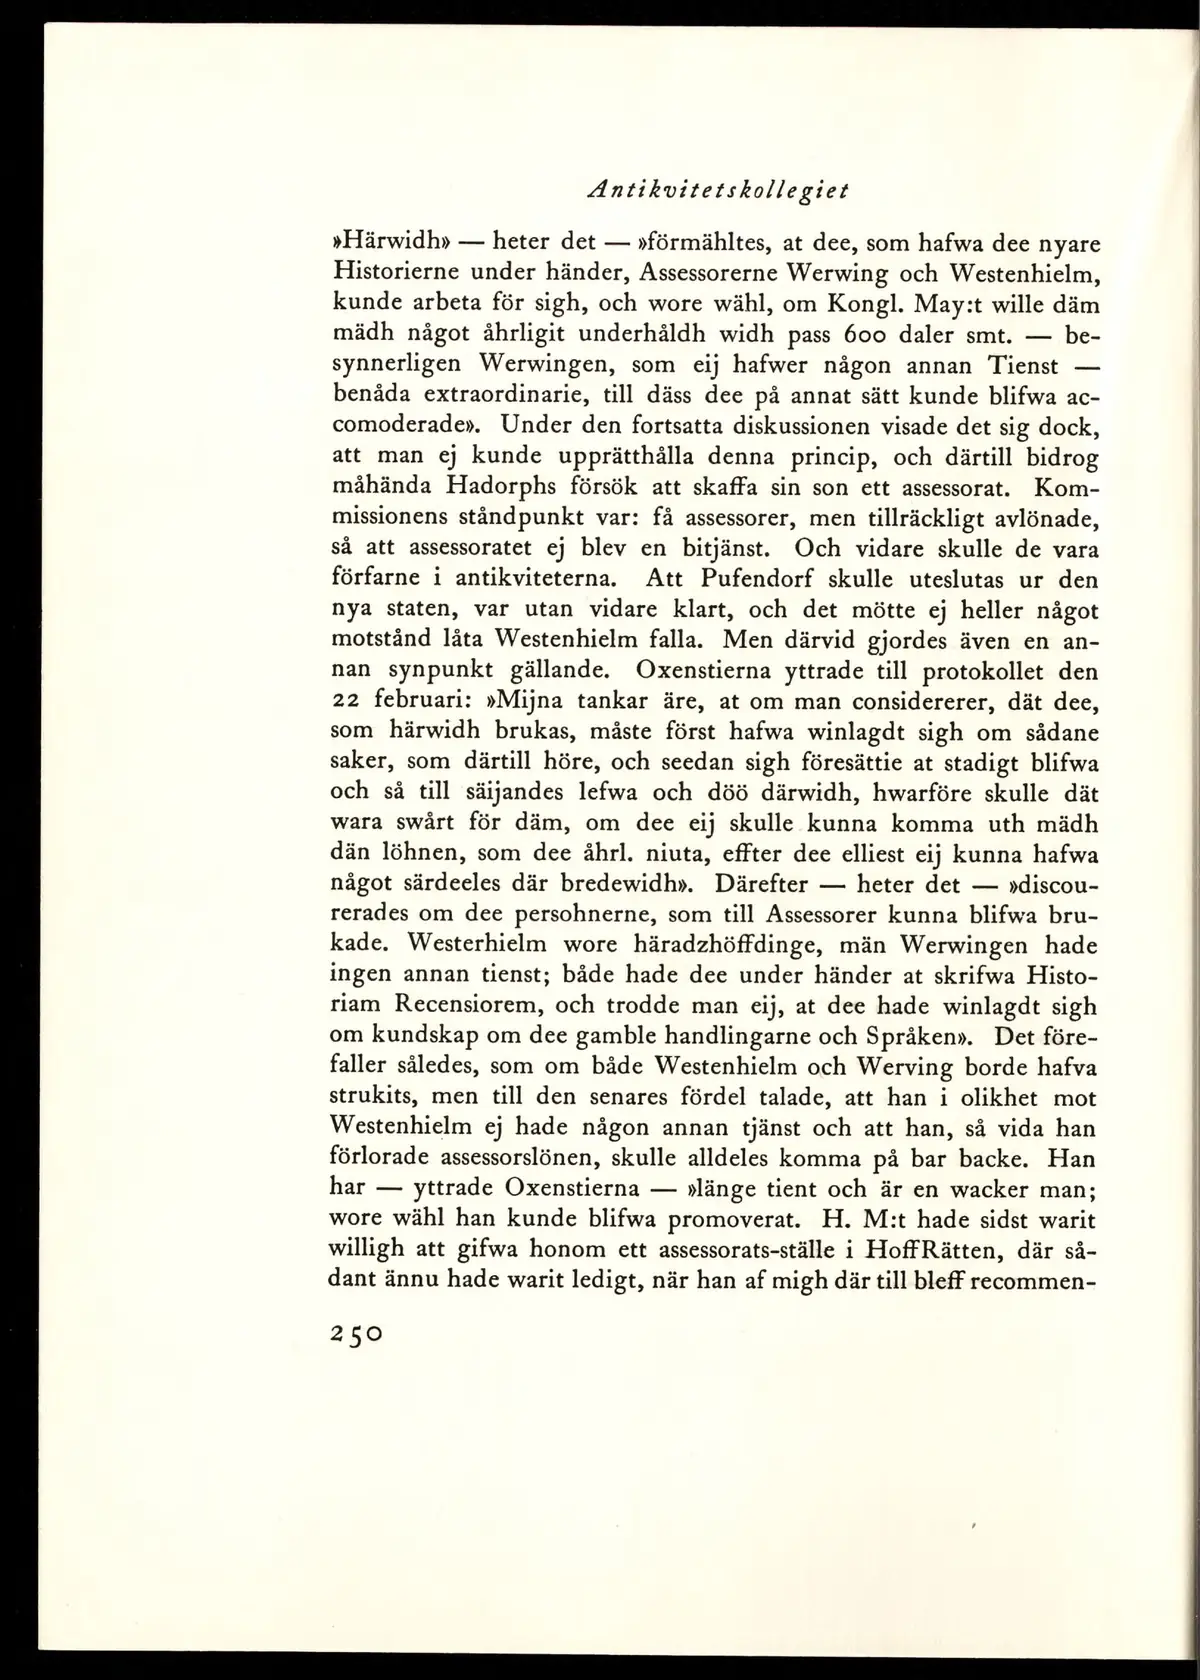 Antikvitetskollegiet
»Härwidh» — heter det — »förmähltes, at dee, som hafwa dee nyare
Historierne under händer, Assessorerne Werwing och Westenhielm,
kunde arbeta för sigh, och wore wähl, om Kongl. May:t wille däm
mädh något åhrligit underhåldh widh pass 600 daler smt. — be-
synnerligen Werwingen, som eij hafwer någon annan Tienst —
benåda extraordinarie, till däss dee på annat sätt kunde blifwa ac-
comoderade». Under den fortsatta diskussionen visade det sig dock,
att man ej kunde upprätthålla denna princip, och därtill bidrog
måhända Hadorphs försök att skaffa sin son ett assessorat. Kom-
missionens ståndpunkt var: få assessorer, men tillräckligt avlönade,
så att assessoratet ej blev en bitjänst. Och vidare skulle de vara
förfarne i antikviteterna. Att Pufendorf skulle uteslutas ur den
nya staten, var utan vidare klart, och det mötte ej heller något
motstånd låta Westenhielm falla. Men därvid gjordes även en an-
nan synpunkt gällande. Oxenstierna yttrade till protokollet den
22 februari: »Mijna tankar äre, at om man considererer, dät dee,
som härwidh brukas, måste först hafwa winlagdt sigh om sådane
saker, som därtill höre, och seedan sigh föresättie at stadigt blifwa
och så till säijandes lefwa och döö därwidh, hwarföre skulle dät
wara swårt för däm, om dee eij skulle kunna komma uth mädh
dän löhnen, som dee åhrl. niuta, effter dee elliest eij kunna hafwa
något särdeeles där bredewidh». Därefter — heter det — »discou-
rerades om dee persohnerne, som till Assessorer kunna blifwa bru-
kade. Westerhielm wore häradzhöffdinge, män Werwingen hade
ingen annan tienst; både hade dee under händer at skrifwa Histo-
riam Recensiorem, och trodde man eij, at dee hade winlagdt sigh
om kundskap om dee gamble handlingarne och Språken». Det före-
faller således, som om både Westenhielm och Werving borde hafva
strukits, men till den senares fördel talade, att han i olikhet mot
Westenhielm ej hade någon annan tjänst och att han, så vida han
förlorade assessorslönen, skulle alldeles komma på bar backe. Han
har — yttrade Oxenstierna — »länge tient och är en wacker man;
wore wähl han kunde blifwa promoverat. H. M:t hade sidst warit
willigh att gifwa honom ett assessorats-ställe i HoffRätten, där så-
dant ännu hade warit ledigt, när han af migh där till bleff recommen-
250